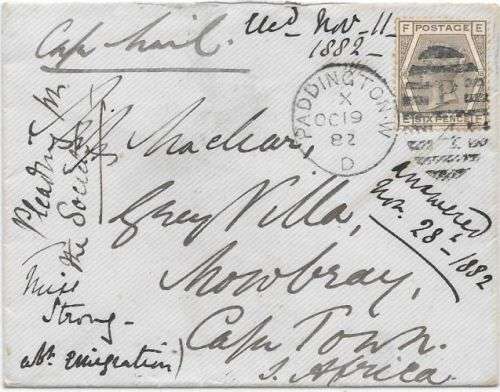 Cape Mail.
Recd Nov. 11
1882
F POSTAGE E
SIX PENCE
E F
PADDINGTON.W
X
OC 19
82
D
Maclear,
Grey Villa,
Mowbray,
Cape Town.
S. Africa.
answered
Nov. 28th 1882
Pleading
the Society
Miss
Strong
abt. emigration)